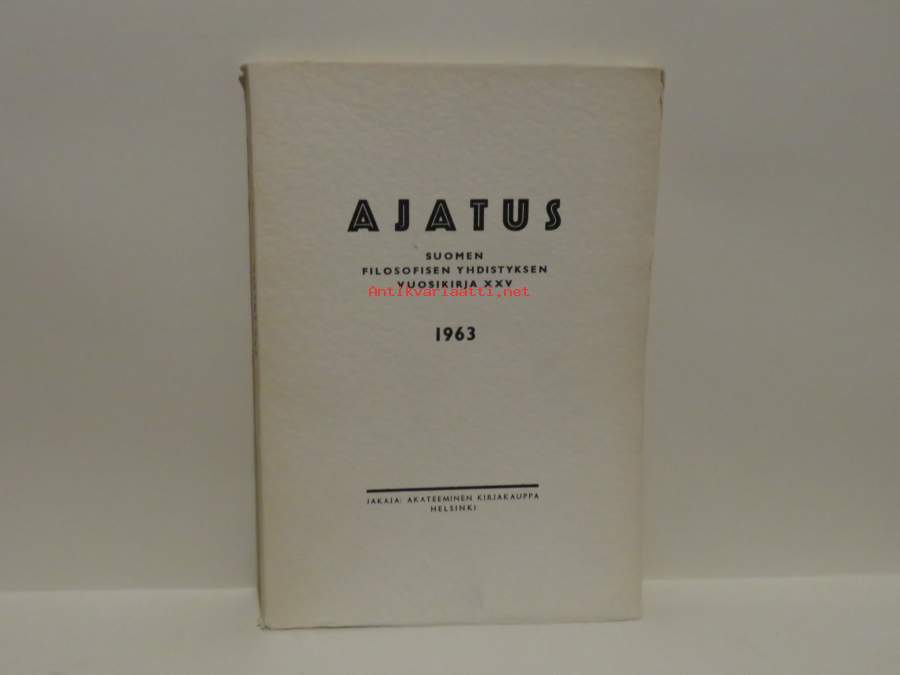 AJATUS
SUOMEN
FILOSOFISEN YHDISTYKSEN
VUOSIKIRJA XXV
Antikvariaatti.net
1963
JAKAJA: AKATEEMINEN KIRJAKAUPPA
HELSINKI